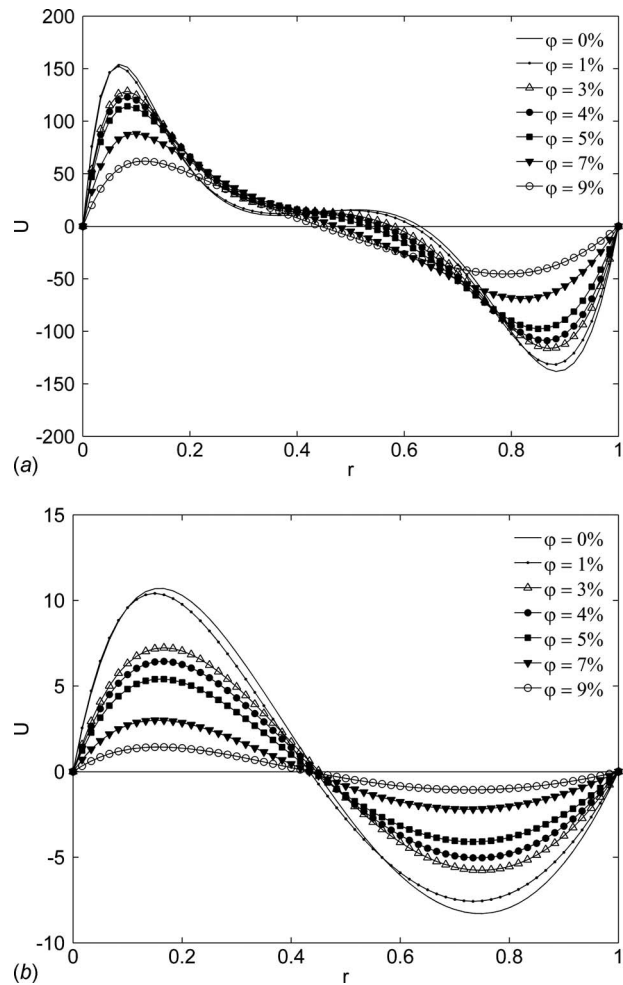 200
150
100
50
0
-50
-100
-150
-200
U
0
0.2
0.4
0.6
0.8
1
r
φ = 0%
φ = 1%
φ = 3%
φ = 4%
φ = 5%
φ = 7%
φ = 9%
(a)
15
10
5
0
-5
-10
U
0
0.2
0.4
0.6
0.8
1
r
φ = 0%
φ = 1%
φ = 3%
φ = 4%
φ = 5%
φ = 7%
φ = 9%
(b)